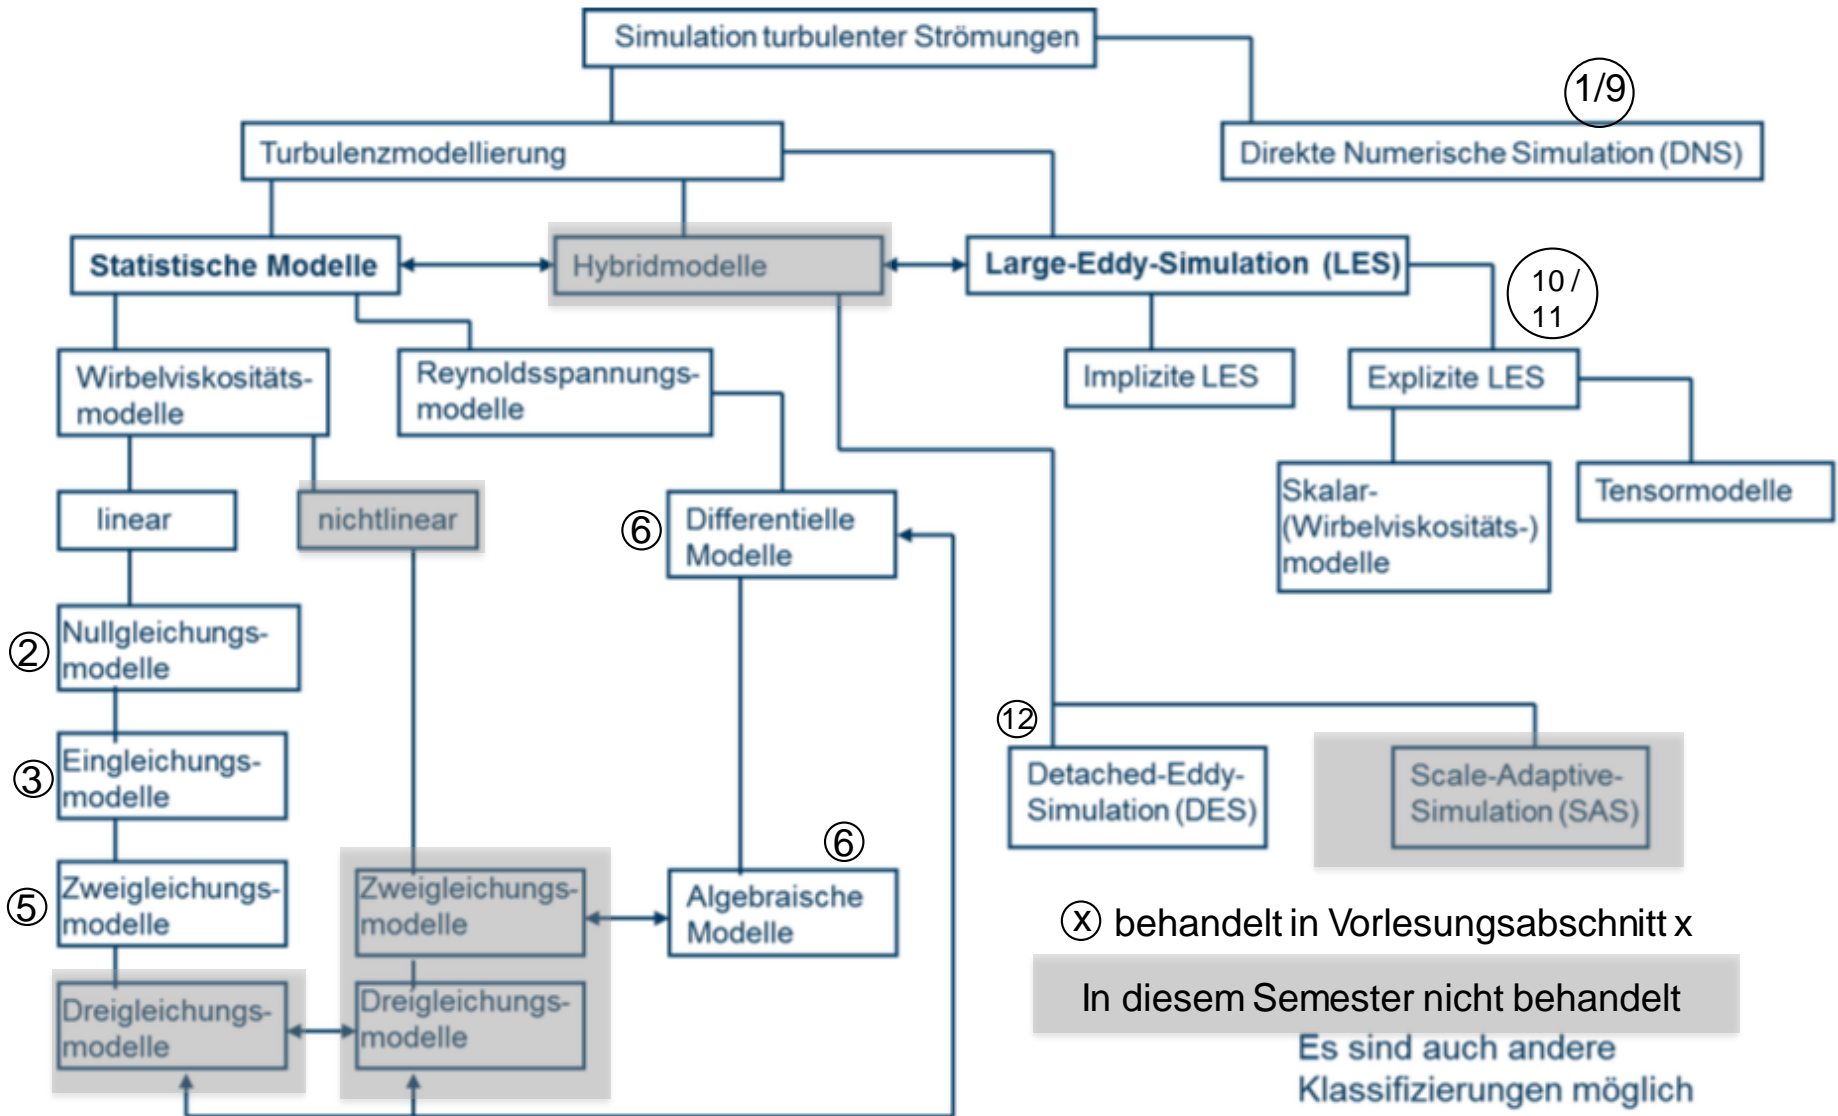 Simulation turbulenter Strömungen
1/9
Turbulenzmodellierung
Direkte Numerische Simulation (DNS)
Statistische Modelle
Hybridmodelle
Large-Eddy-Simulation (LES)
10 /
11
Wirbelviskositäts-
modelle
Reynoldsspannungs-
modelle
Implizite LES
Explizite LES
linear
nichtlinear
6
Differentielle
Modelle
Skalar-
(Wirbelviskositäts-)
modelle
Tensormodelle
2
Nullgleichungs-
modelle
3
Eingleichungs-
modelle
12
Detached-Eddy-
Simulation (DES)
Scale-Adaptive-
Simulation (SAS)
5
Zweigleichungs-
modelle
Zweigleichungs-
modelle
6
Algebraische
Modelle
Dreigleichungs-
modelle
Dreigleichungs-
modelle
x behandelt in Vorlesungsabschnitt x
In diesem Semester nicht behandelt
Es sind auch andere
Klassifizierungen möglich